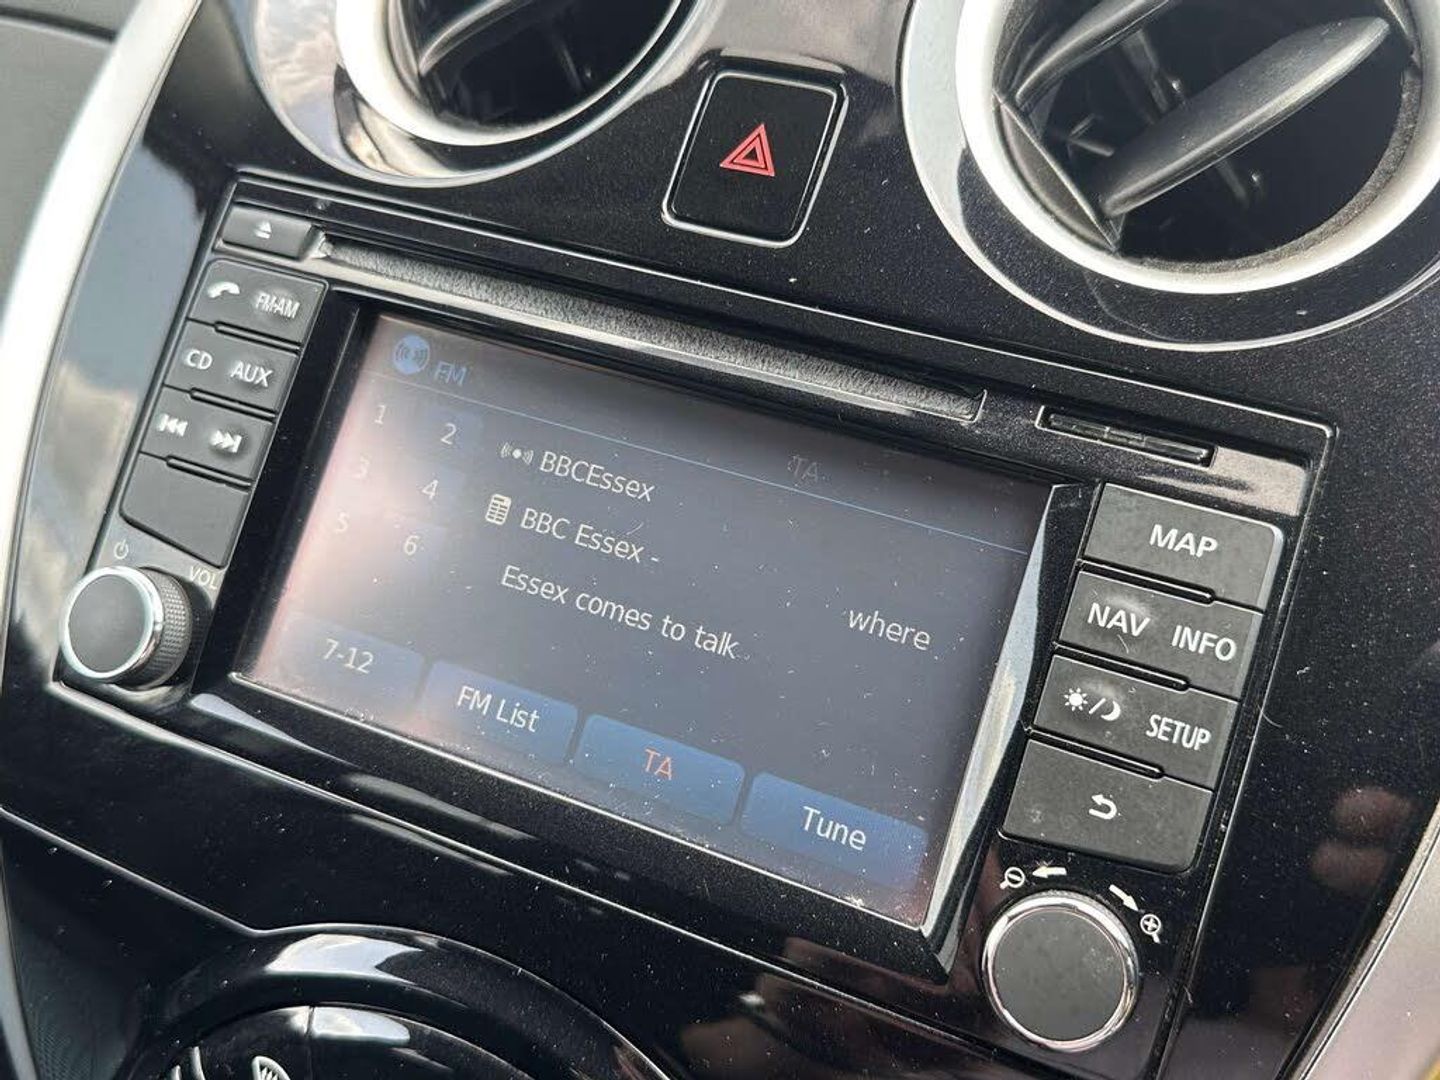 FM·AM
CD AUX
VOL
FM
TA
1 2
3 4
5 6
BBCEssex
BBC Essex - where
Essex comes to talk
7-12
FM List
TA
Tune
MAP
NAV INFO
SETUP